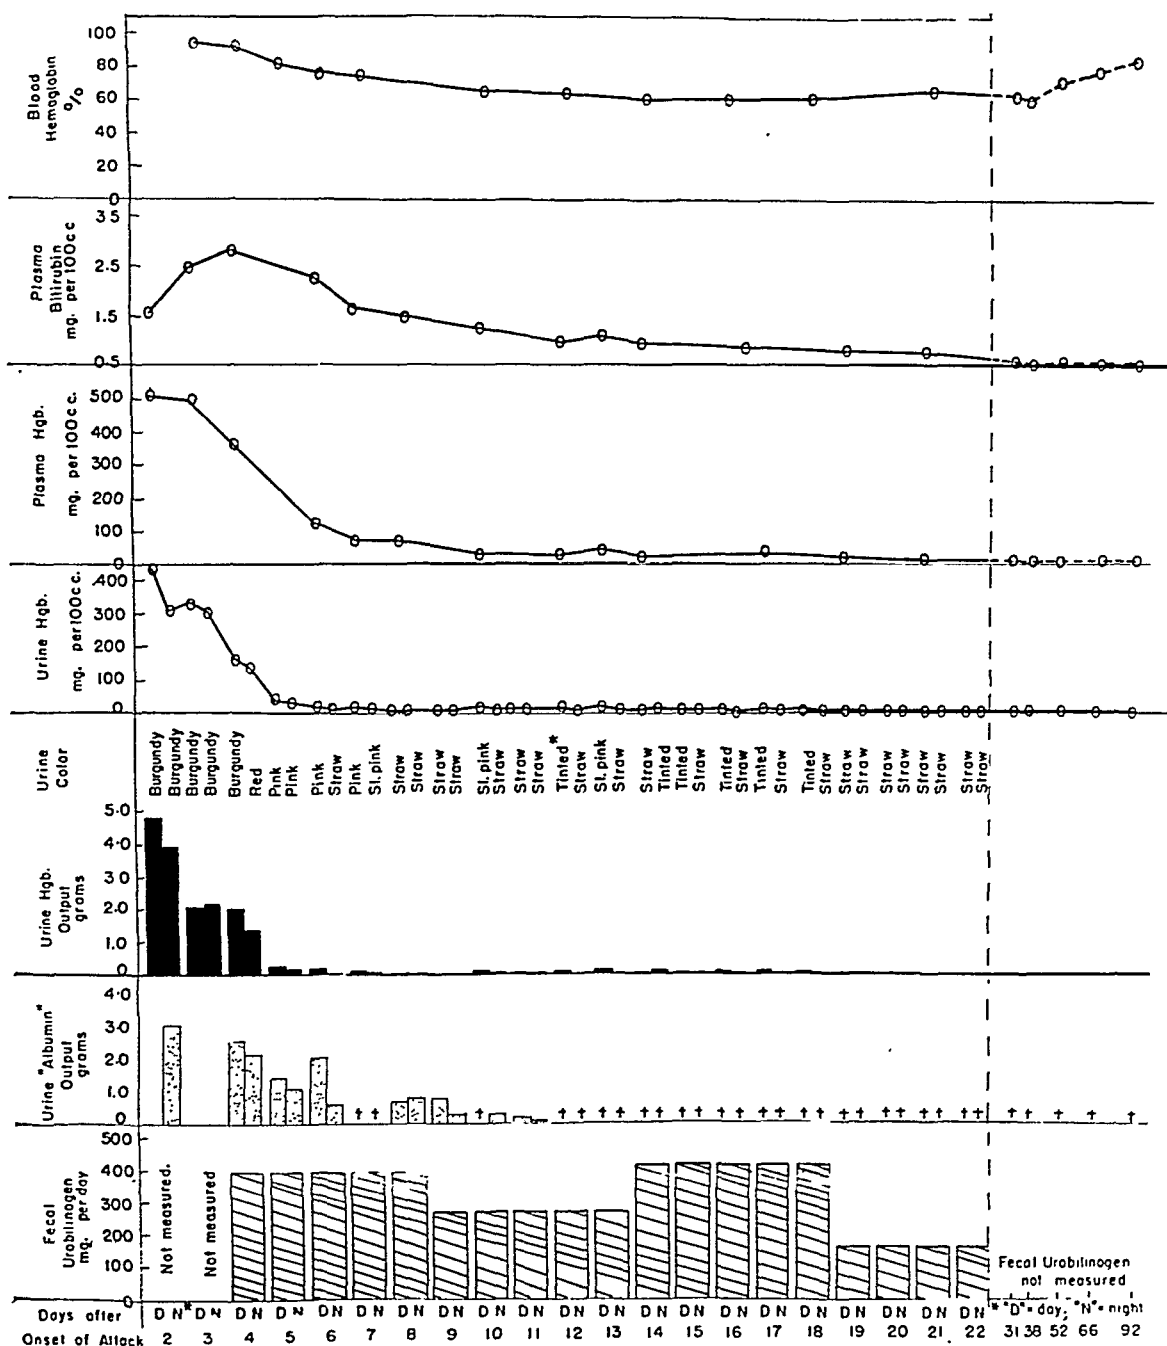 Blood
Hemaglobin
%
100
80
60
40
20
0
Plasma
Bilirubin
mg. per 100cc
3.5
2.5
1.5
0.5
Plasma Hgb.
mg. per 100cc.
500
400
300
200
100
0
Urine Hgb.
mg. per 100cc.
400
300
200
100
0
Urine
Color
Burgundy
Burgundy
Burgundy
Burgundy
Burgundy
Red
Pink
Pink
Pink
Straw
Pink
Sl. pink
Straw
Straw
Straw
Straw
Sl. pink
Straw
Straw
Straw
Tinted*
Straw
Sl. pink
Straw
Straw
Tinted
Tinted
Straw
Tinted
Straw
Tinted
Straw
Tinted
Straw
Straw
Straw
Straw
Straw
Straw
Straw
Straw
Straw
Urine Hgb.
Output
grams
5.0
4.0
3.0
2.0
1.0
0
Urine "Albumin"
Output
grams
4.0
3.0
2.0
1.0
0
† † † † † † † † † † † † † † † † † † † † † † † † † † † † † †
Fecal
Urobilinogen
mg. per day
500
400
300
200
100
0
Not measured.
Not measured
Fecal Urobilinogen
not measured
Days after D N* D N D N D N D N D N D N D N D N D N D N D N D N D N D N D N D N D N D N D N D N * "D"= day; "N"= night
Onset of Attack 2 3 4 5 6 7 8 9 10 11 12 13 14 15 16 17 18 19 20 21 22 31 38 52 66 92